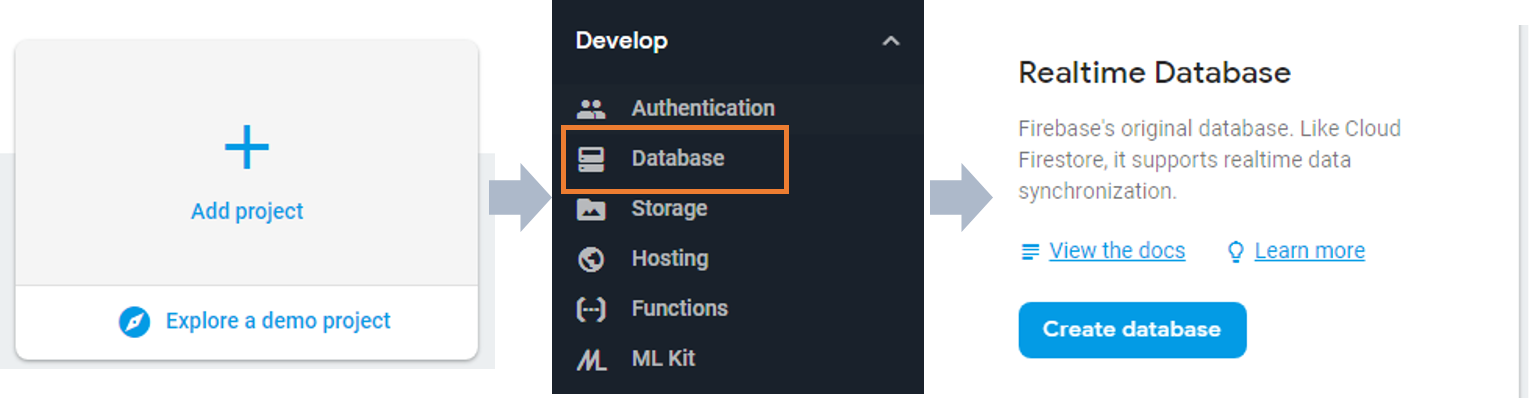 Add project
Explore a demo project
Develop
Authentication
Database
Storage
Hosting
Functions
ML Kit
Realtime Database
Firebase's original database. Like Cloud
Firestore, it supports realtime data
synchronization.
View the docs
Learn more
Create database